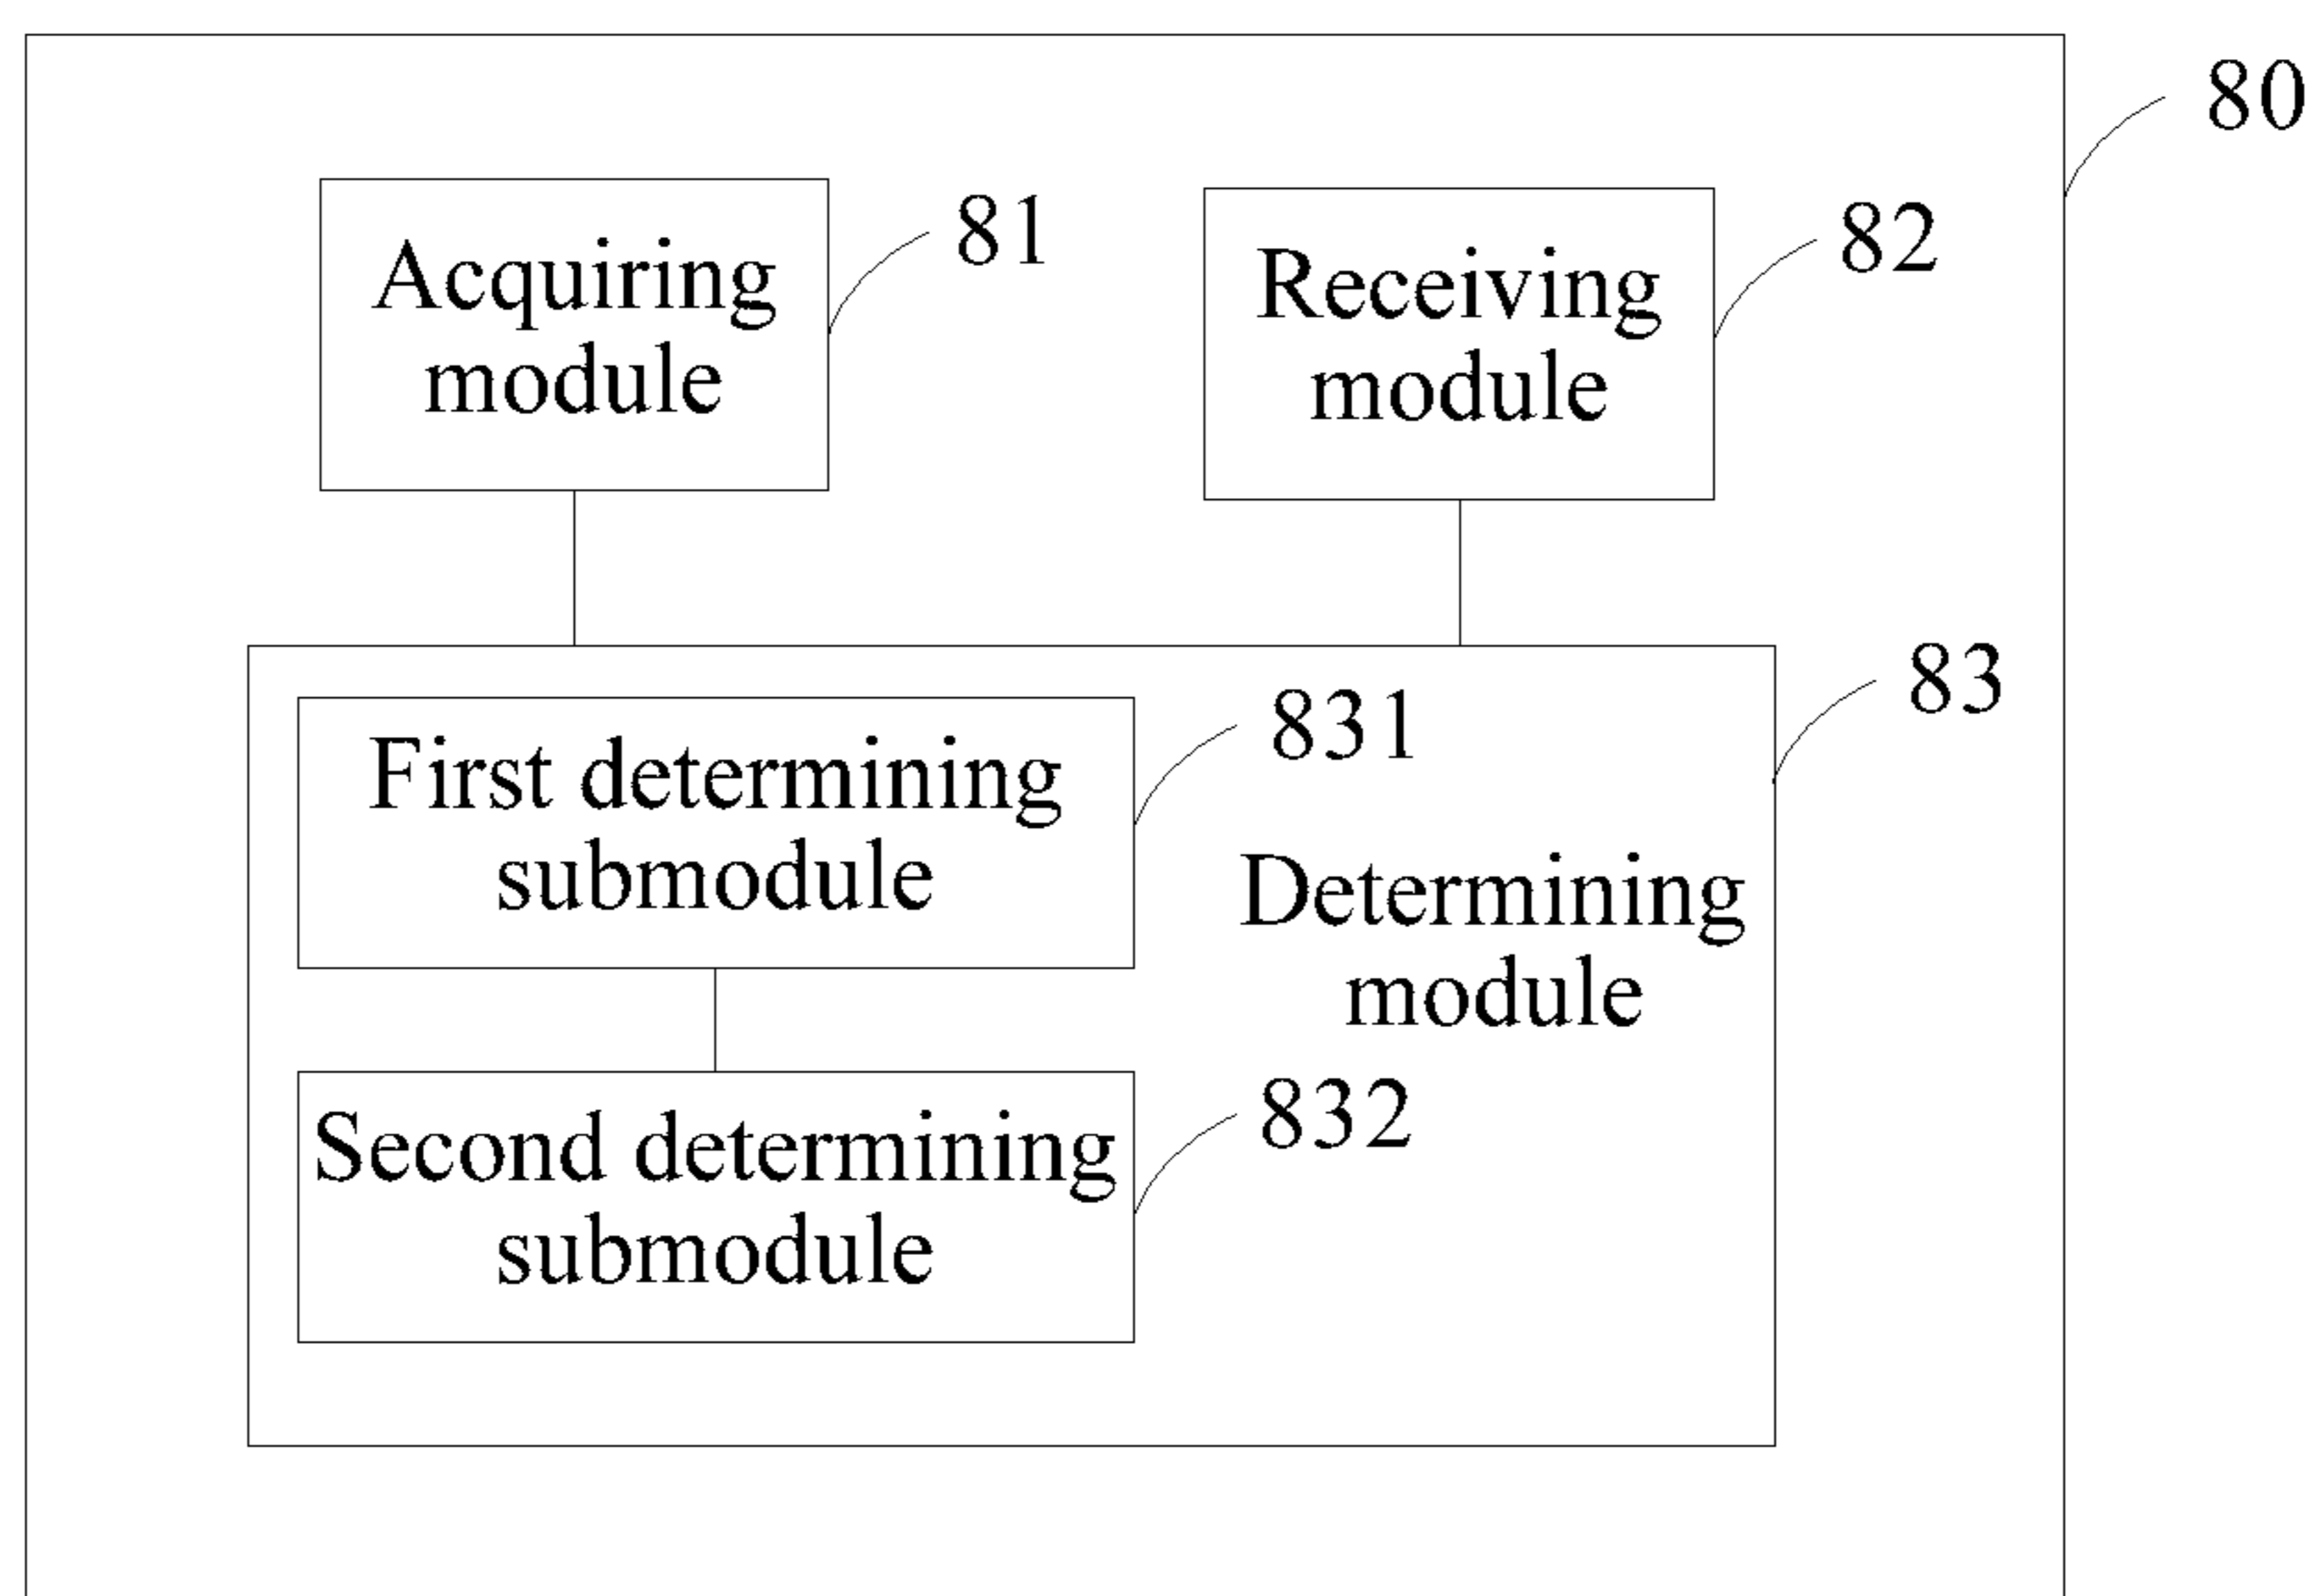 80
81
Acquiring
module
82
Receiving
module
83
831
First determining
submodule
Determining
module
832
Second determining
submodule